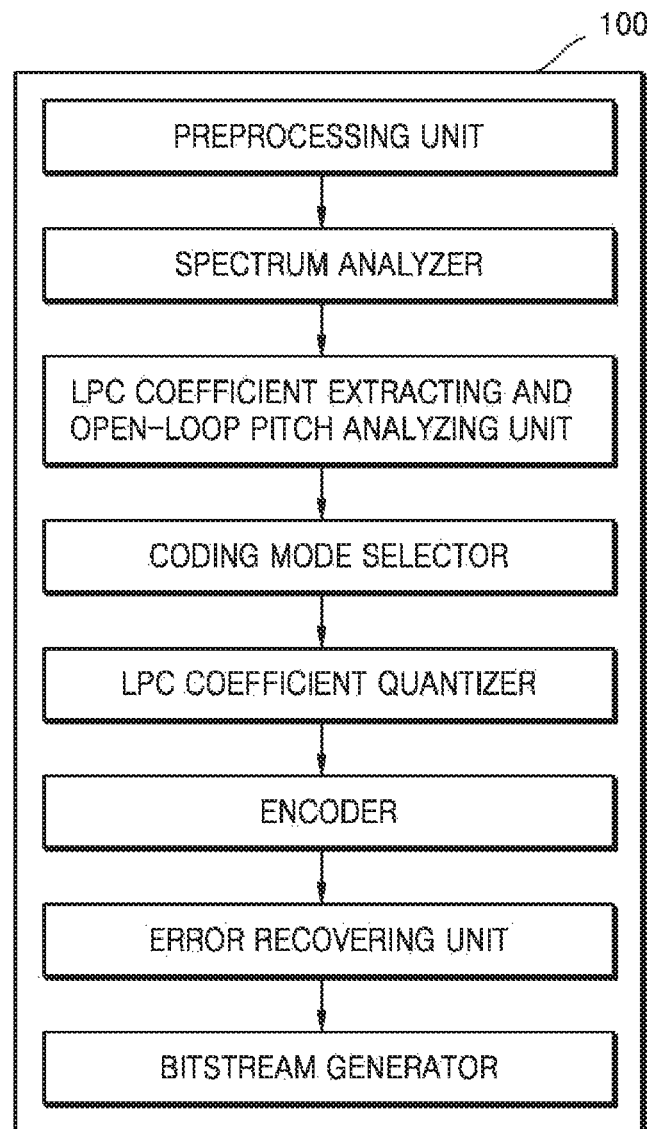 100
PREPROCESSING UNIT
SPECTRUM ANALYZER
LPC COEFFICIENT EXTRACTING AND
OPEN-LOOP PITCH ANALYZING UNIT
CODING MODE SELECTOR
LPC COEFFICIENT QUANTIZER
ENCODER
ERROR RECOVERING UNIT
BITSTREAM GENERATOR